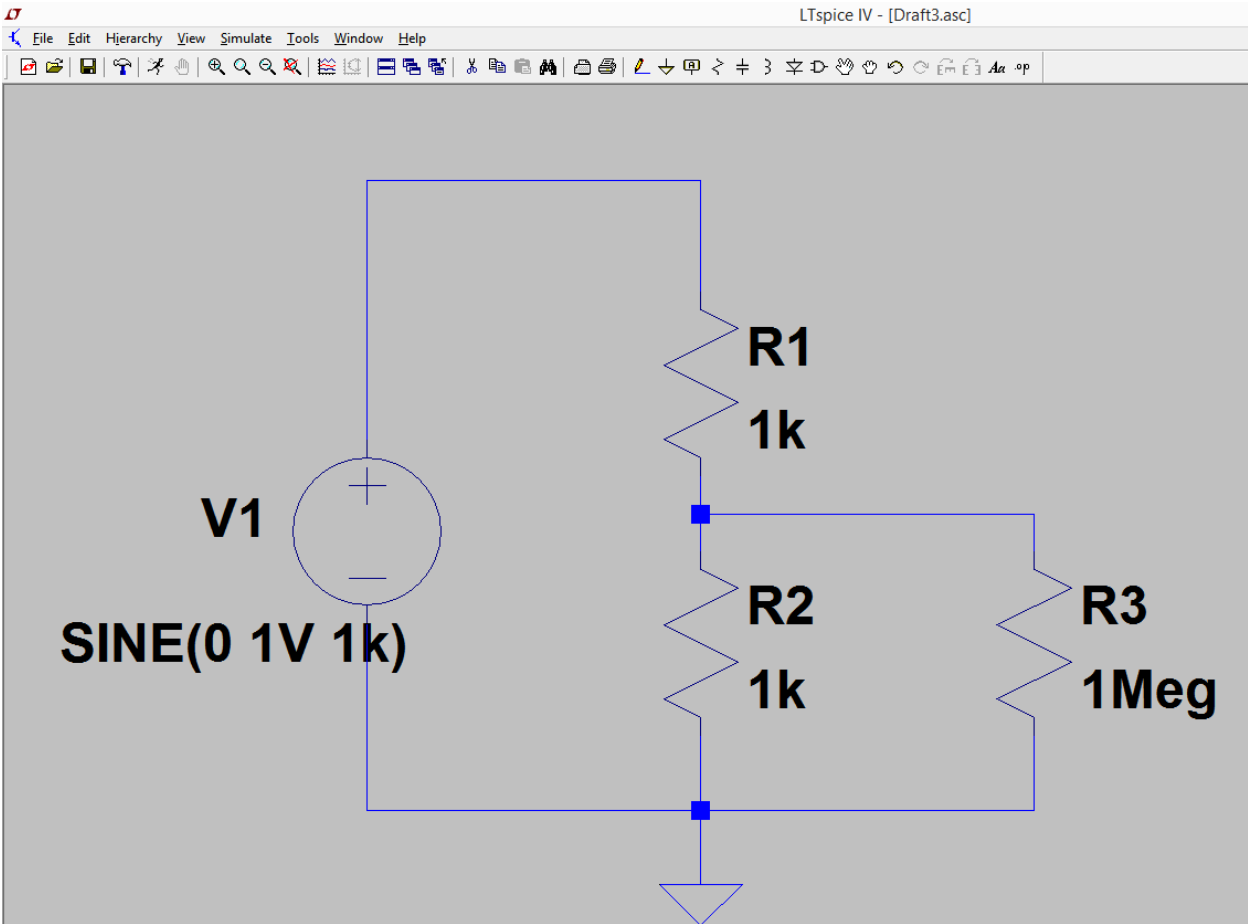 LTspice IV - [Draft3.asc]
File Edit Hierarchy View Simulate Tools Window Help
Aa .op
R1
1k
V1
SINE(0 1V 1k)
R2
1k
R3
1Meg